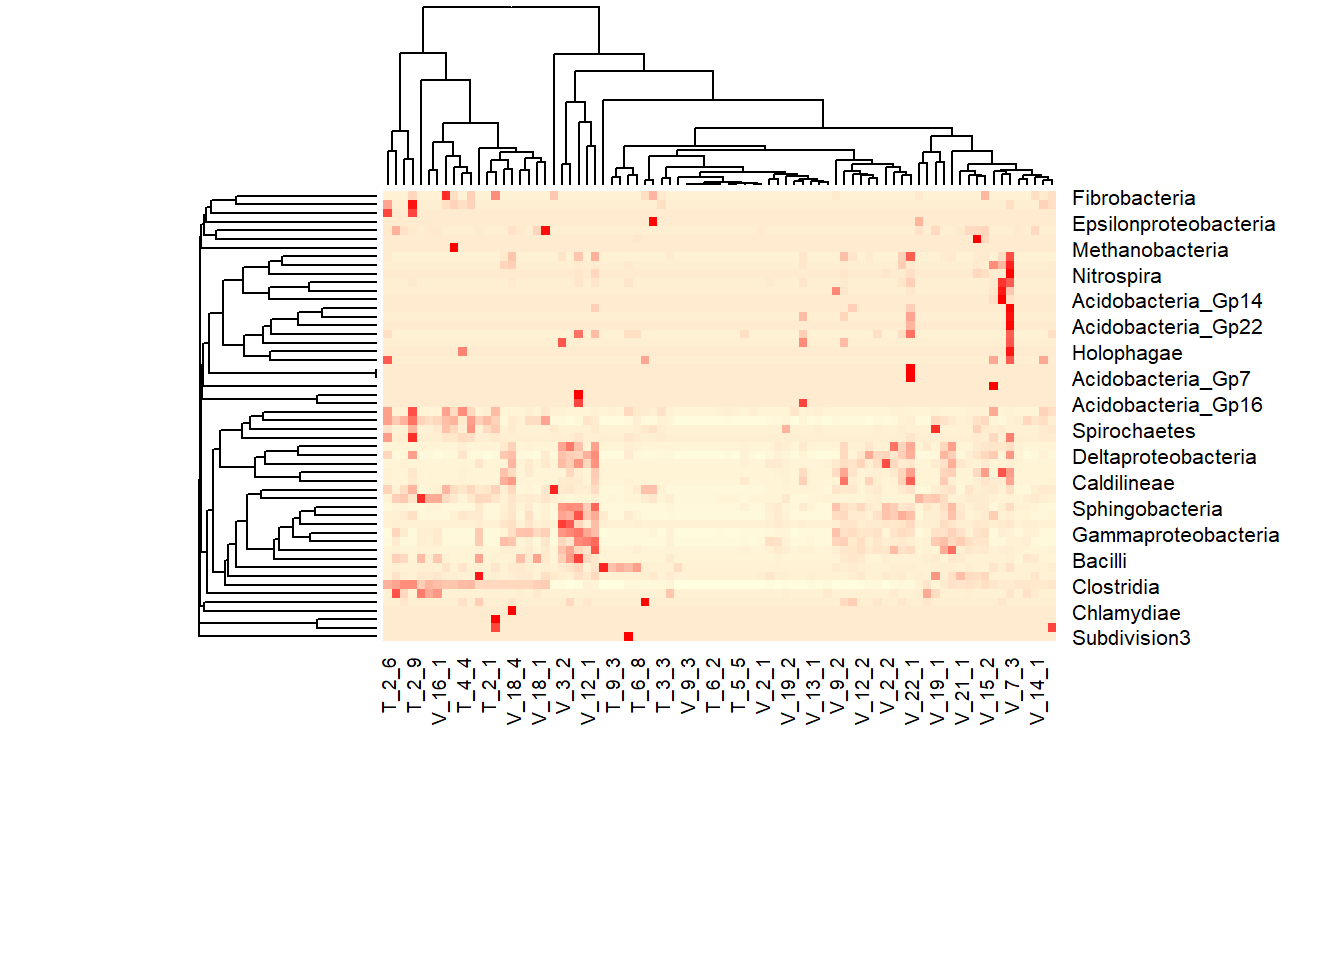 Fibrobacteria
Epsilonproteobacteria
Methanobacteria
Nitrospira
Acidobacteria_Gp14
Acidobacteria_Gp22
Holophagae
Acidobacteria_Gp7
Acidobacteria_Gp16
Spirochaetes
Deltaproteobacteria
Caldilineae
Sphingobacteria
Gammaproteobacteria
Bacilli
Clostridia
Chlamydiae
Subdivision3
T_2_6
T_2_9
V_16_1
T_4_4
T_2_1
V_18_4
V_18_1
V_3_2
V_12_1
T_9_3
T_6_8
T_3_3
V_9_3
T_6_2
T_5_5
V_2_1
V_19_2
V_13_1
V_9_2
V_12_2
V_2_2
V_22_1
V_19_1
V_21_1
V_15_2
V_7_3
V_14_1